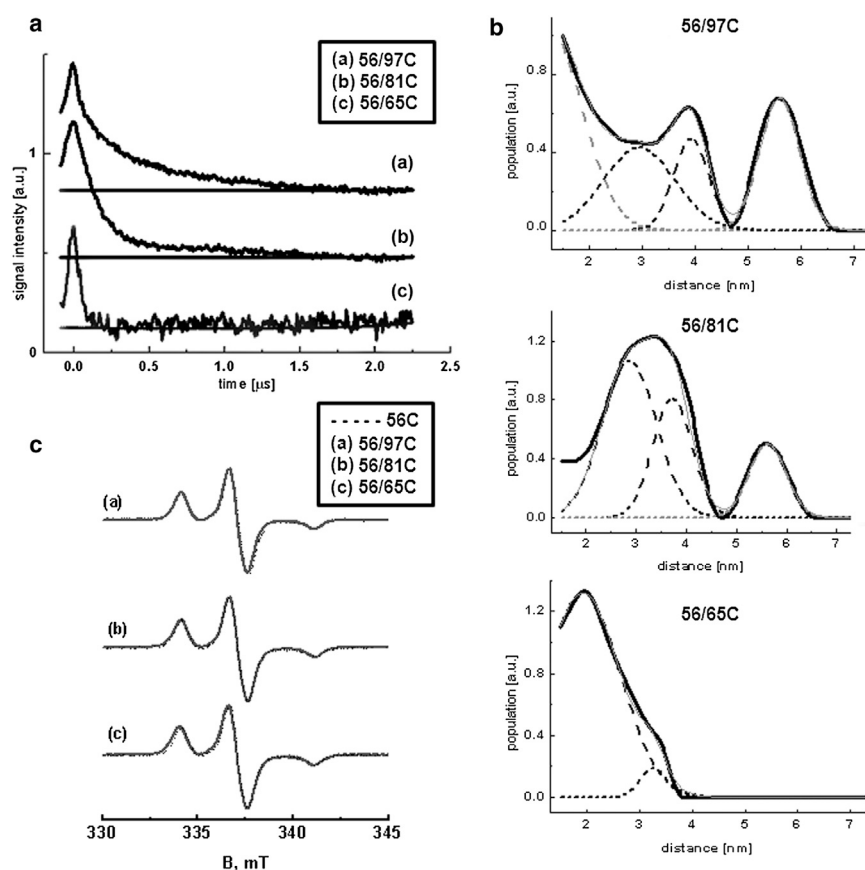 a
(a) 56/97C
(b) 56/81C
(c) 56/65C
signal intensity [a.u.]
1
0
(a)
(b)
(c)
0.0 0.5 1.0 1.5 2.0 2.5
time [μs]
b
56/97C
population [a.u.]
0.8
0.4
0.0
2 3 4 5 6 7
distance [nm]
56/81C
population [a.u.]
1.2
0.8
0.4
0.0
2 3 4 5 6 7
distance [nm]
56/65C
population [a.u.]
1.2
0.8
0.4
0.0
2 3 4 5 6 7
distance [nm]
c
56C
(a) 56/97C
(b) 56/81C
(c) 56/65C
(a)
(b)
(c)
330 335 340 345
B, mT